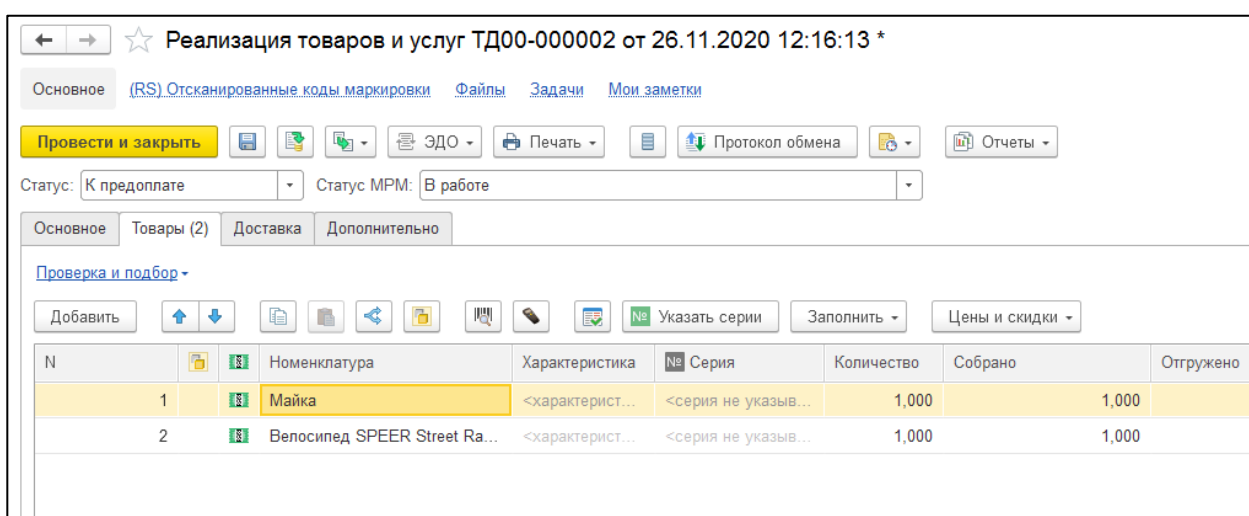 Реализация товаров и услуг ТД00-000002 от 26.11.2020 12:16:13 *
Основное (RS) Отсканированные коды маркировки Файлы Задачи Мои заметки
Провести и закрыть ЭДО Печать Протокол обмена Отчеты
Статус: К предоплате Статус МРМ: В работе
Основное Товары (2) Доставка Дополнительно
Проверка и подбор
Добавить № Указать серии Заполнить Цены и скидки
N Номенклатура Характеристика № Серия Количество Собрано Отгружено
1 Майка <характерист... <серия не указыв... 1,000 1,000
2 Велосипед SPEER Street Ra... <характерист... <серия не указыв... 1,000 1,000